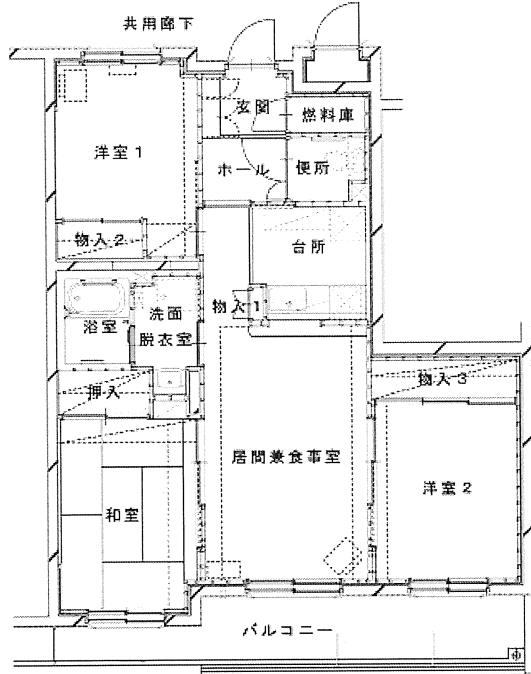 共用廊下
玄関
燃料庫
洋室1
ホール
便所
物入2
台所
浴室
洗面
脱衣室
物入1
押入
物入3
居間兼食事室
洋室2
和室
バルコニー